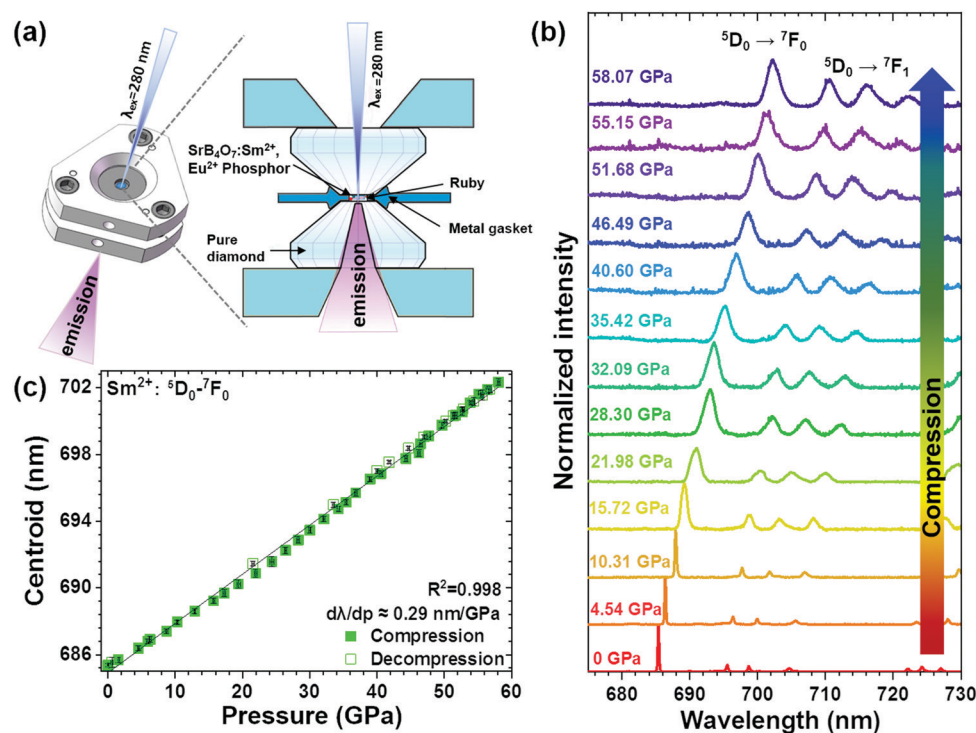 (a)
λex=280 nm
λex=280 nm
SrB4O7:Sm²⁺,
Eu²⁺ Phosphor
Ruby
Metal gasket
Pure
diamond
emission
emission
(b)
⁵D₀ → ⁷F₀
⁵D₀ → ⁷F₁
58.07 GPa
55.15 GPa
51.68 GPa
46.49 GPa
40.60 GPa
35.42 GPa
32.09 GPa
28.30 GPa
21.98 GPa
15.72 GPa
10.31 GPa
4.54 GPa
0 GPa
Compression
Normalized intensity
680 690 700 710 720 730
Wavelength (nm)
(c)
Sm²⁺: ⁵D₀-⁷F₀
702
698
694
690
686
Centroid (nm)
R²=0.998
dλ/dp ≈ 0.29 nm/GPa
Compression
Decompression
0 10 20 30 40 50 60
Pressure (GPa)